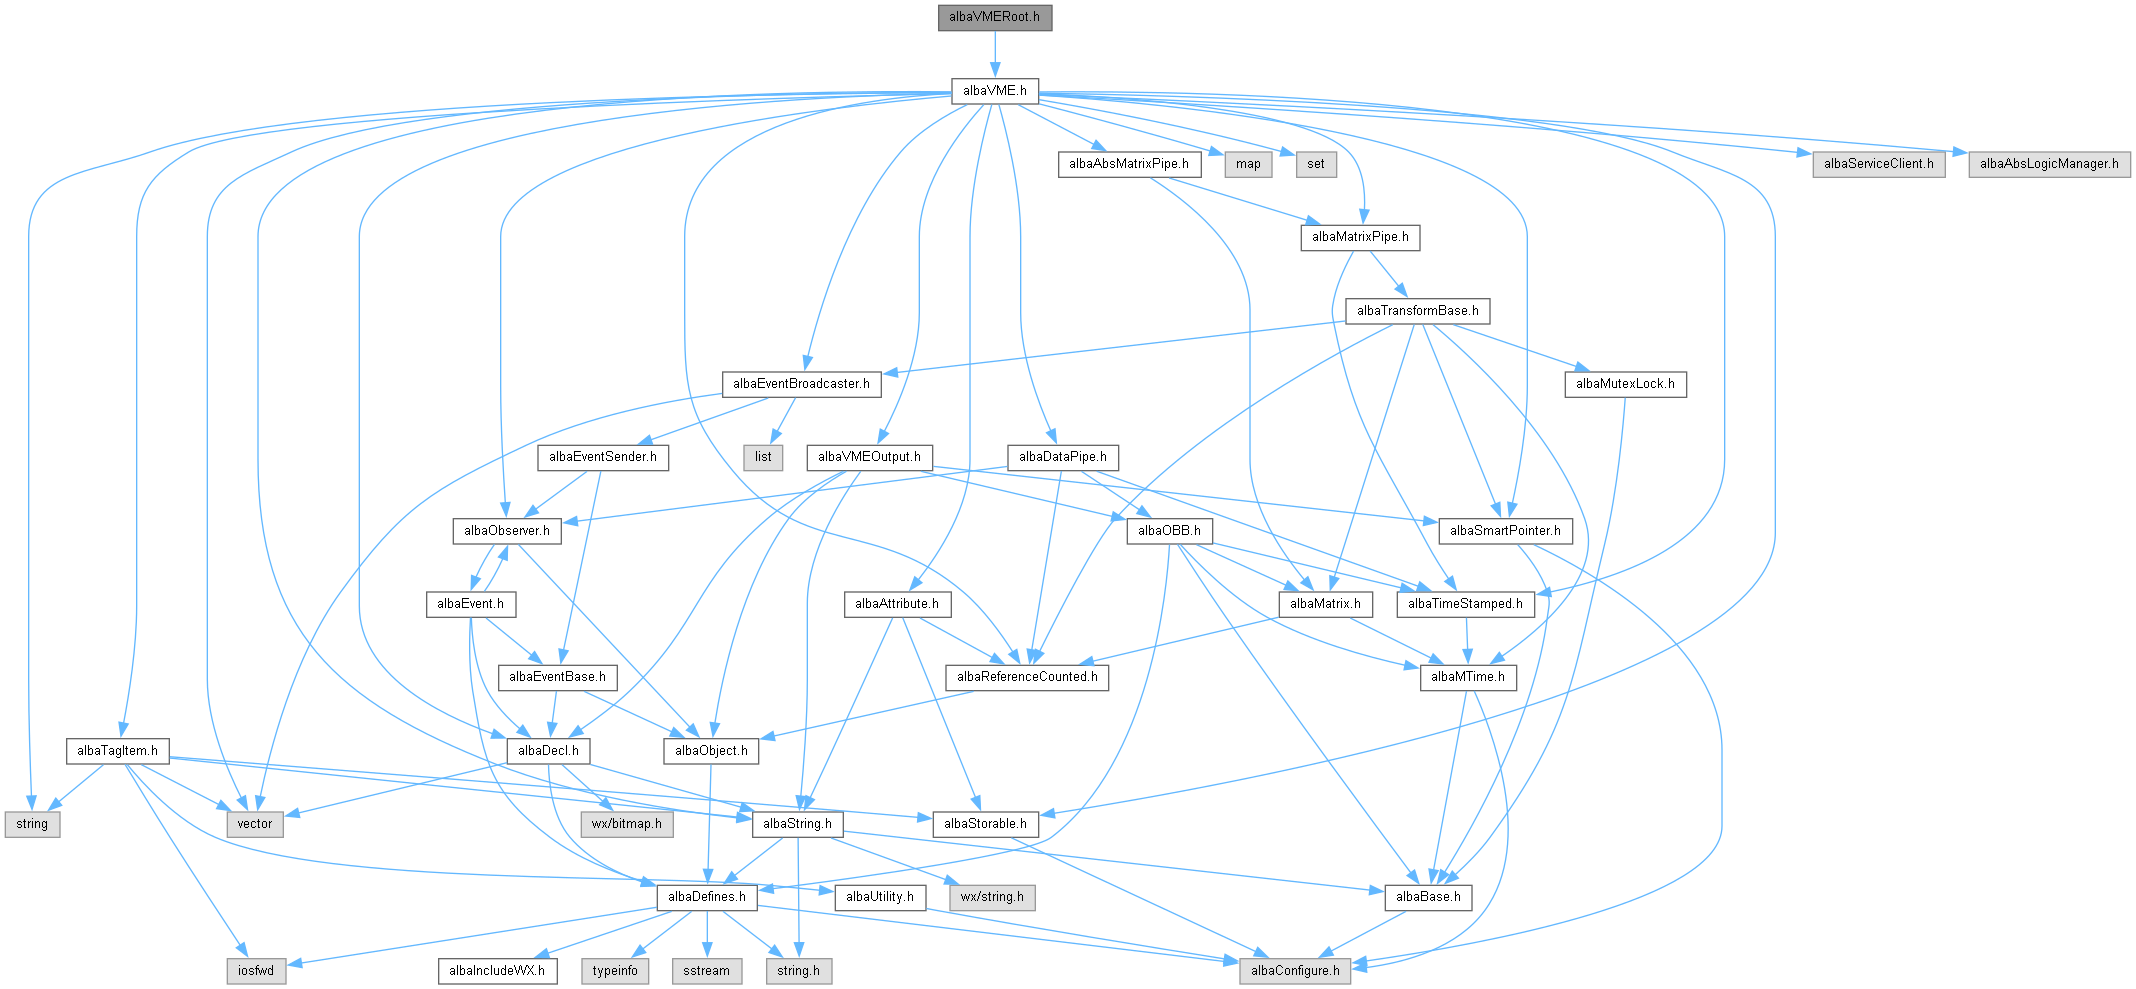 albaVMERoot.h
albaVME.h
albaAbsMatrixPipe.h
map
set
albaServiceClient.h
albaAbsLogicManager.h
albaMatrixPipe.h
albaTransformBase.h
albaEventBroadcaster.h
albaMutexLock.h
albaEventSender.h
list
albaVMEOutput.h
albaDataPipe.h
albaObserver.h
albaOBB.h
albaSmartPointer.h
albaEvent.h
albaAttribute.h
albaMatrix.h
albaTimeStamped.h
albaEventBase.h
albaReferenceCounted.h
albaMTime.h
albaTagItem.h
albaDecl.h
albaObject.h
string
vector
wx/bitmap.h
albaString.h
albaStorable.h
albaDefines.h
albaUtility.h
wx/string.h
albaBase.h
iosfwd
albaIncludeWX.h
typeinfo
sstream
string.h
albaConfigure.h